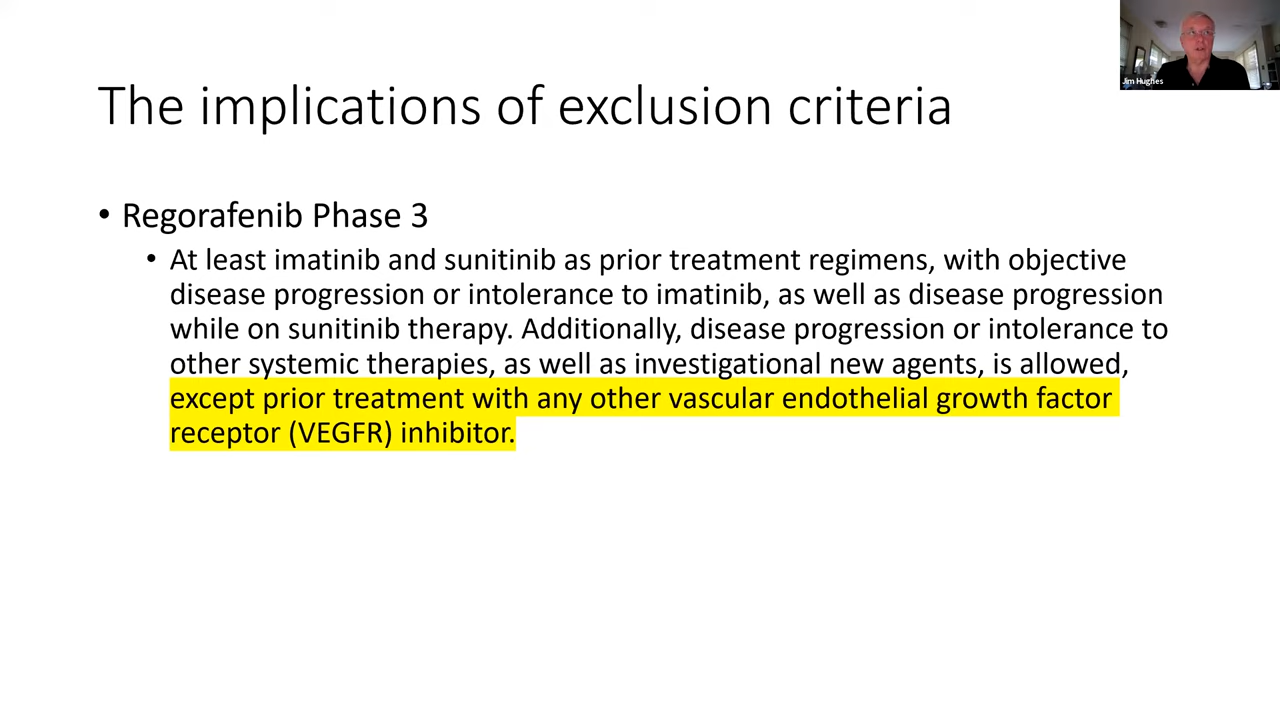 Jim Hughes
The implications of exclusion criteria
• Regorafenib Phase 3
• At least imatinib and sunitinib as prior treatment regimens, with objective
disease progression or intolerance to imatinib, as well as disease progression
while on sunitinib therapy. Additionally, disease progression or intolerance to
other systemic therapies, as well as investigational new agents, is allowed,
except prior treatment with any other vascular endothelial growth factor
receptor (VEGFR) inhibitor.